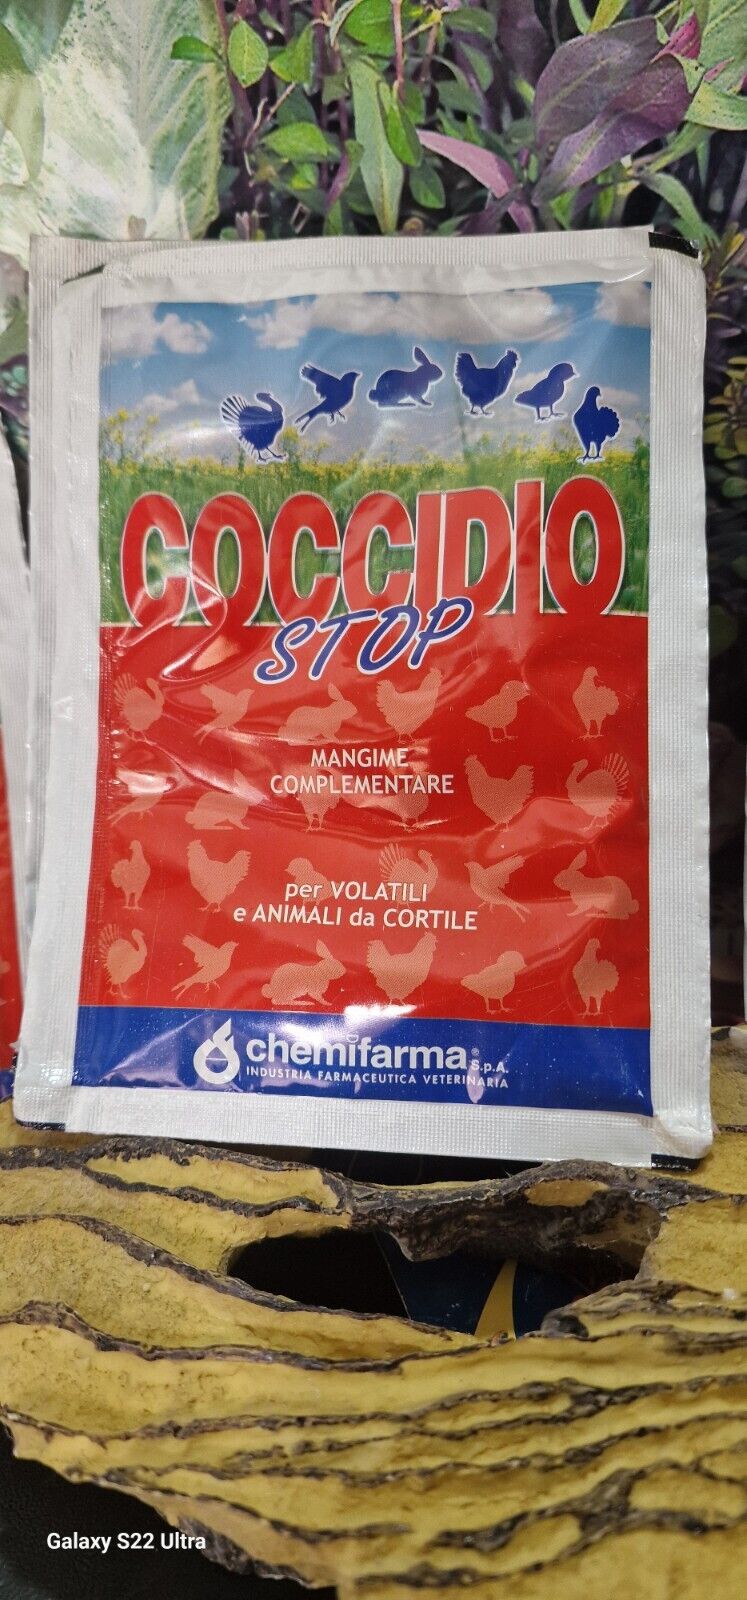 COCCIDIO
STOP
MANGIME
COMPLEMENTARE
per VOLATILI
e ANIMALI da CORTILE
chemifarma® S.p.A.
INDUSTRIA FARMACEUTICA VETERINARIA
Galaxy S22 Ultra